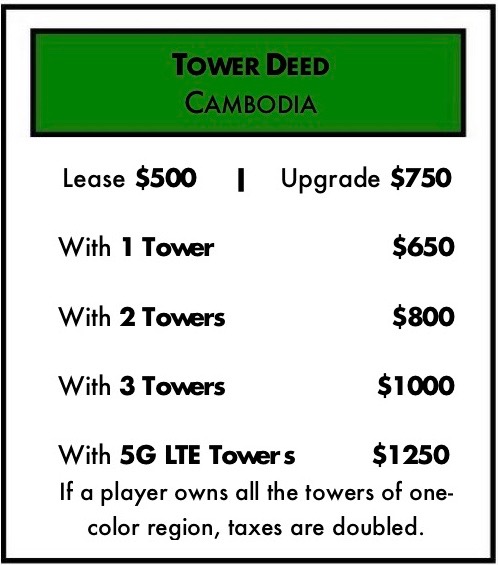 TOWER DEED
CAMBODIA
Lease $500 | Upgrade $750
With 1 Tower $650
With 2 Towers $800
With 3 Towers $1000
With 5G LTE Towers $1250
If a player owns all the towers of one-
color region, taxes are doubled.